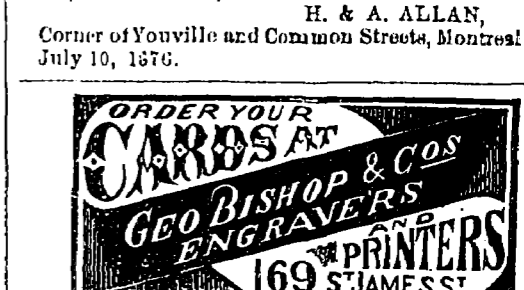 H. & A. ALLAN,
Corner of Youville and Common Streets, Montreal
July 10, 1876.
ORDER YOUR
CARDS AT
GEO BISHOP & COS
ENGRAVERS
AND
PRINTERS
169 ST JAMES ST